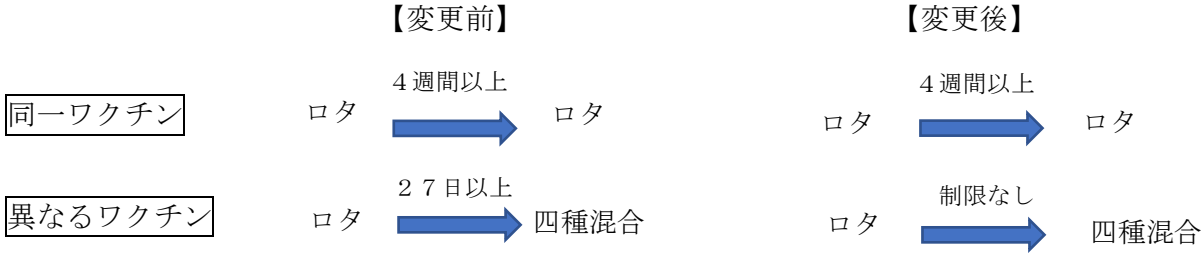 【変更前】 【変更後】
４週間以上 ４週間以上
同一ワクチン ロタ ロタ ロタ ロタ
２７日以上 制限なし
異なるワクチン ロタ 四種混合 ロタ 四種混合